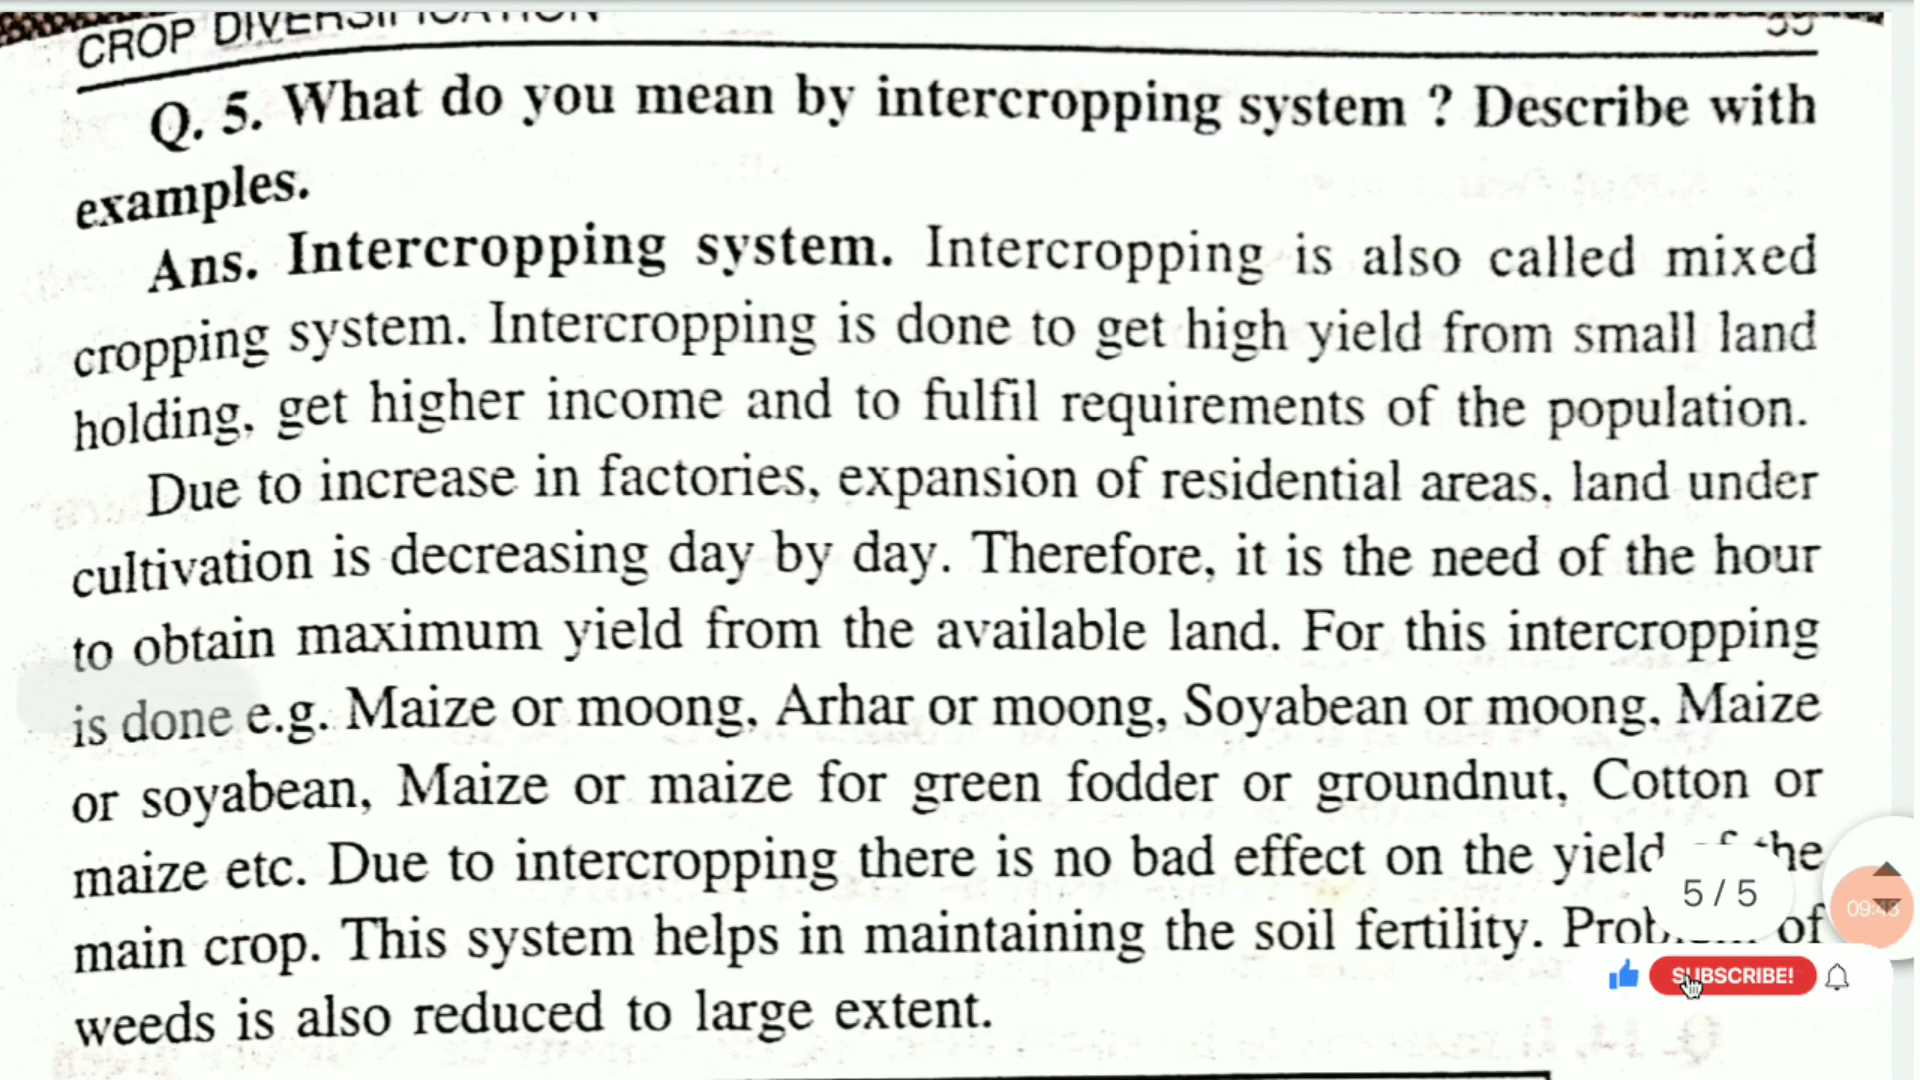 CROP DIVERSIFICATION
Q. 5. What do you mean by intercropping system ? Describe with
examples.
Ans. Intercropping system. Intercropping is also called mixed
cropping system. Intercropping is done to get high yield from small land
holding, get higher income and to fulfil requirements of the population.
Due to increase in factories, expansion of residential areas, land under
cultivation is decreasing day by day. Therefore, it is the need of the hour
to obtain maximum yield from the available land. For this intercropping
is done e.g. Maize or moong, Arhar or moong, Soyabean or moong, Maize
or soyabean, Maize or maize for green fodder or groundnut, Cotton or
maize etc. Due to intercropping there is no bad effect on the yield of the
main crop. This system helps in maintaining the soil fertility. Problem of
weeds is also reduced to large extent.
5 / 5
09:43
SUBSCRIBE!